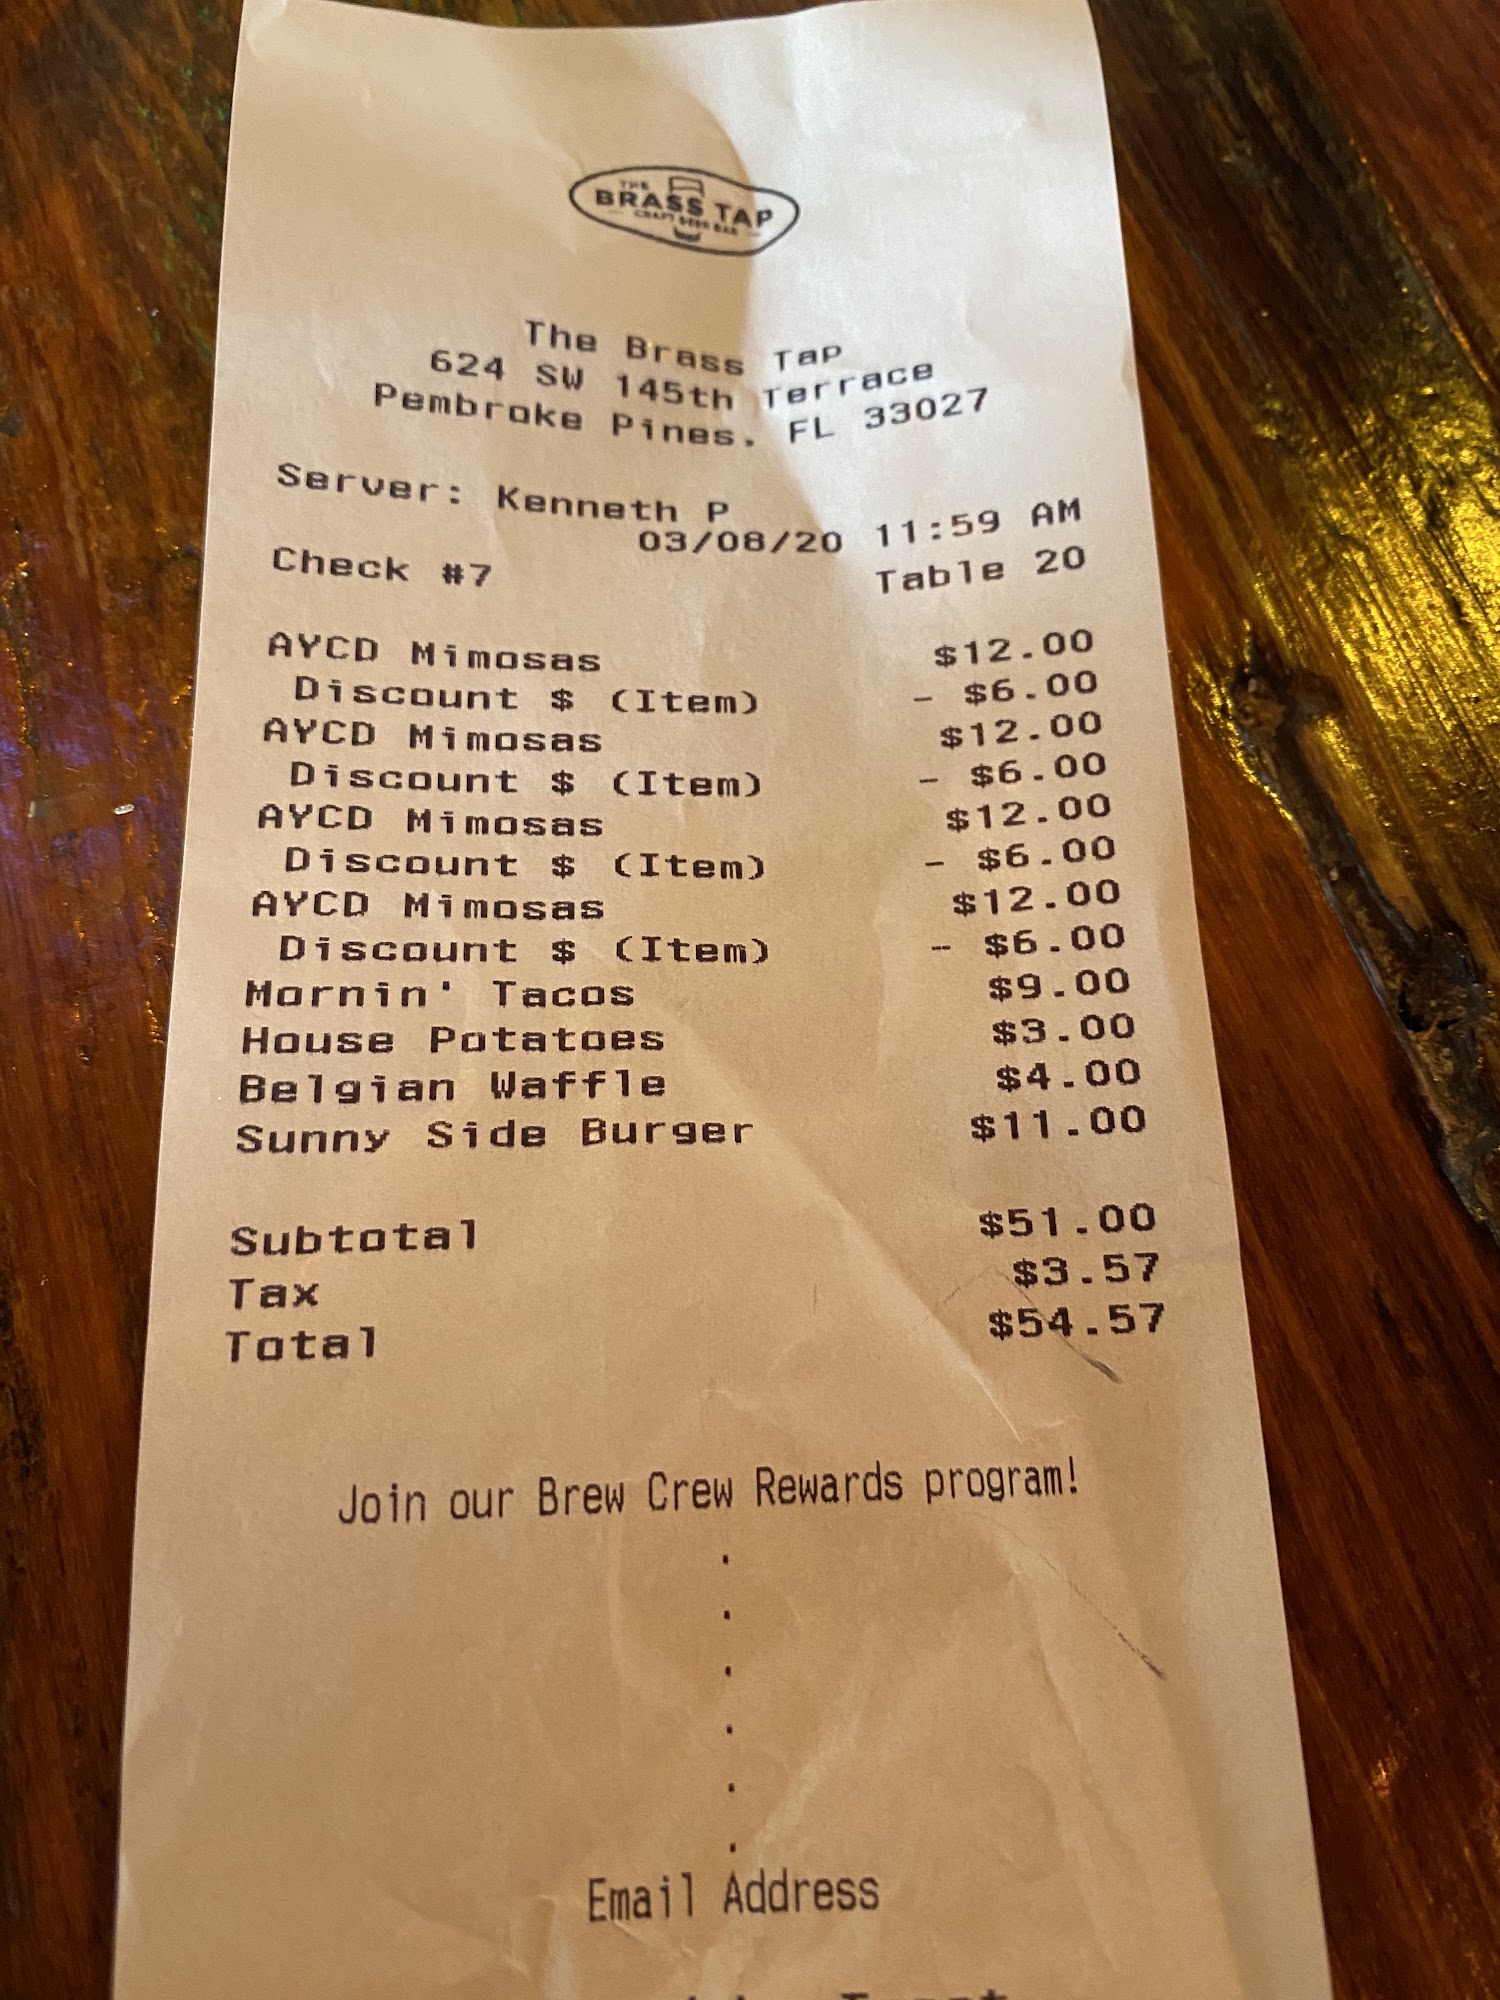 THE
BRASS TAP
CRAFT BEER BAR
The Brass Tap
624 SW 145th Terrace
Pembroke Pines. FL 33027
Server: Kenneth P
03/08/20 11:59 AM
Check #7 Table 20
AYCD Mimosas $12.00
Discount $ (Item) - $6.00
AYCD Mimosas $12.00
Discount $ (Item) - $6.00
AYCD Mimosas $12.00
Discount $ (Item) - $6.00
AYCD Mimosas $12.00
Discount $ (Item) - $6.00
Mornin' Tacos $9.00
House Potatoes $3.00
Belgian Waffle $4.00
Sunny Side Burger $11.00
Subtotal $51.00
Tax $3.57
Total $54.57
Join our Brew Crew Rewards program!
.
.
.
.
.
.
Email Address